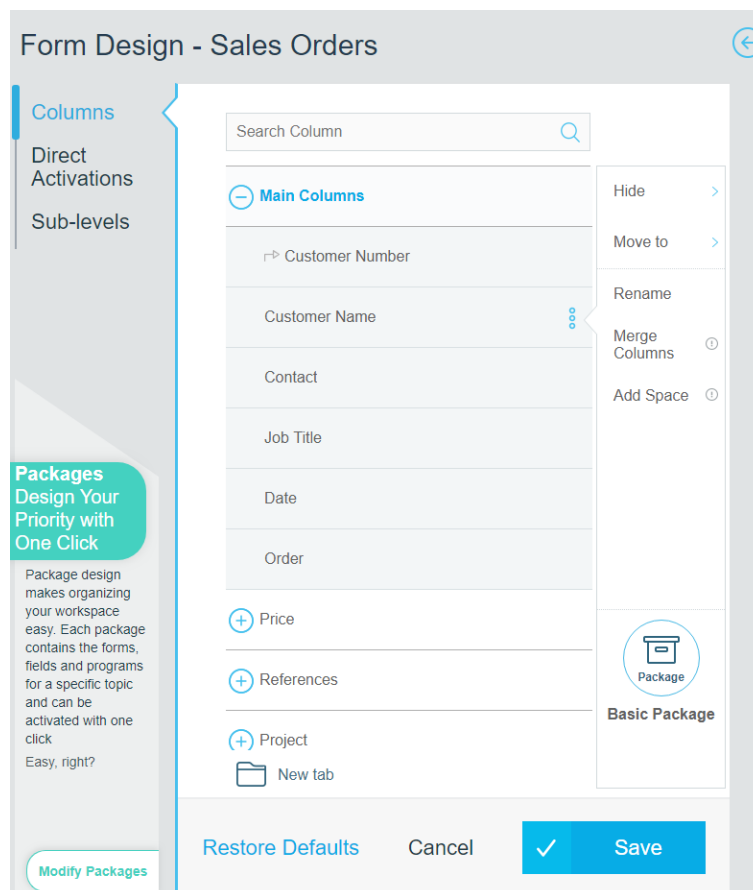 Form Design - Sales Orders
Columns
Direct
Activations
Sub-levels
Packages
Design Your
Priority with
One Click
Package design
makes organizing
your workspace
easy. Each package
contains the forms,
fields and programs
for a specific topic
and can be
activated with one
click
Easy, right?
Modify Packages
Search Column
Main Columns
Customer Number
Customer Name
Contact
Job Title
Date
Order
Price
References
Project
New tab
Hide
Move to
Rename
Merge
Columns
Add Space
Package
Basic Package
Restore Defaults
Cancel
Save